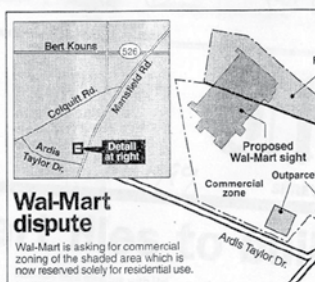 Bert Kouns
526
Colquitt Rd.
Mansfield Rd.
Ardis
Taylor Dr.
Detail
at right
Proposed
Wal-Mart sight
Commercial
zone
Outparce
Ardis Taylor Dr.
Wal-Mart
dispute
Wal-Mart is asking for commercial
zoning of the shaded area which is
now reserved solely for residential use.